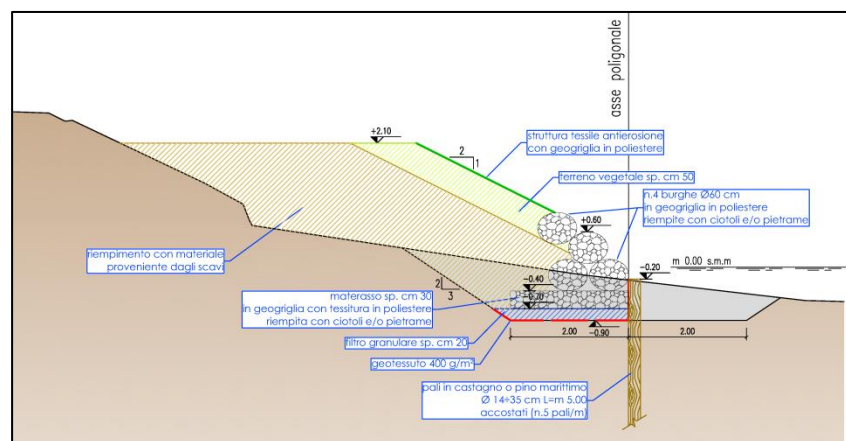 asse poligonale
+2.10
2
1
struttura tessile antierosione
con geogriglia in poliestere
terreno vegetale sp. cm 50
n.4 burghe Ø60 cm
in geogriglia in poliestere
riempite con ciotoli e/o pietrame
+0.60
riempimento con materiale
proveniente dagli scavi
m 0.00 s.m.m
-0.20
-0.40
2
3
materasso sp. cm 30
in geogriglia con tessitura in poliestere
riempita con ciotoli e/o pietrame
-0.70
filtro granulare sp. cm 20
2.00
-0.90
2.00
geotessuto 400 g/m²
pali in castagno o pino marittimo
Ø 14÷35 cm L=m 5.00
accostati (n.5 pali/m)